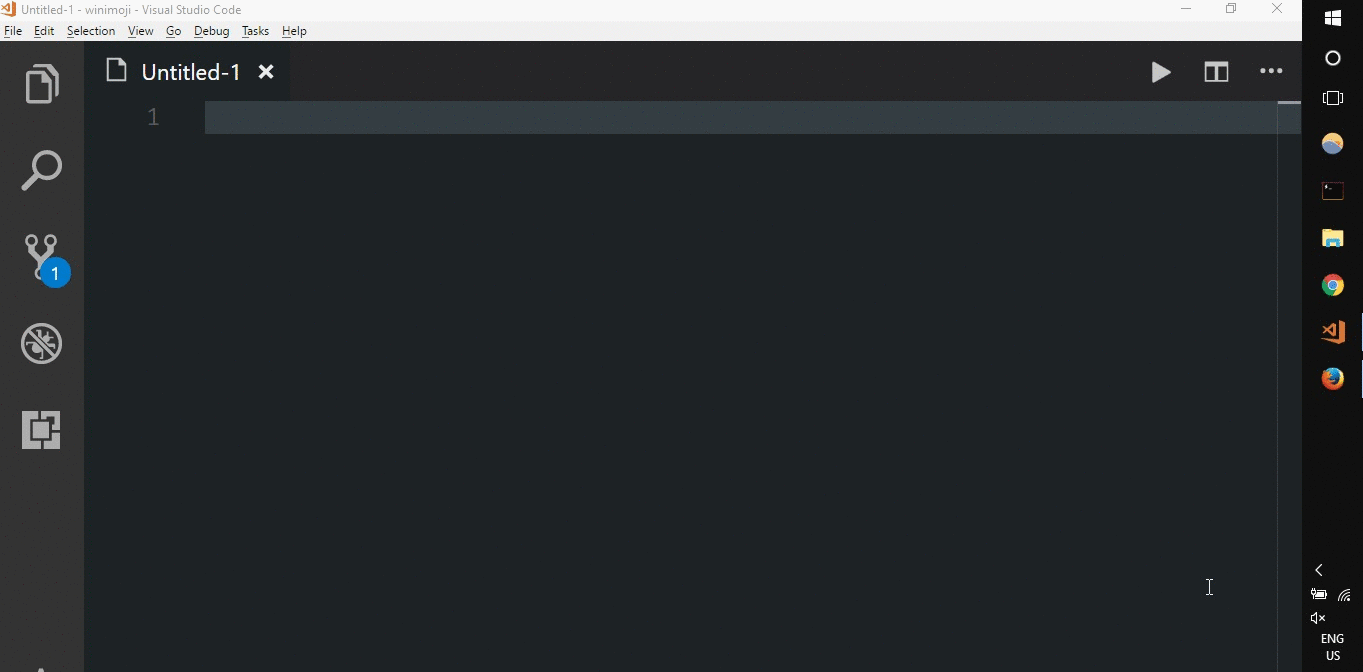 Untitled-1 - winimoji - Visual Studio Code
File Edit Selection View Go Debug Tasks Help
Untitled-1
1
1
ENG
US